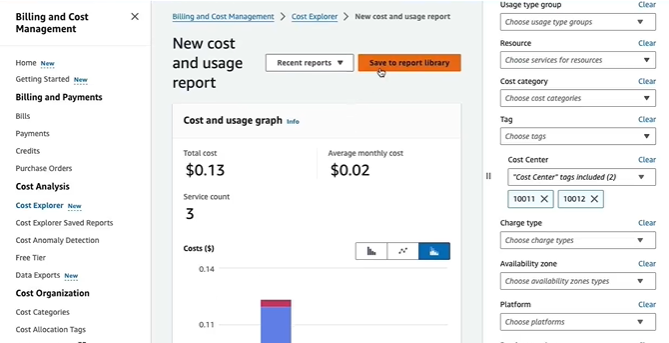 Billing and Cost
Management
Home New
Getting Started New
Billing and Payments
Bills
Payments
Credits
Purchase Orders
Cost Analysis
Cost Explorer New
Cost Explorer Saved Reports
Cost Anomaly Detection
Free Tier
Data Exports New
Cost Organization
Cost Categories
Cost Allocation Tags
Billing and Cost Management > Cost Explorer > New cost and usage report
New cost
and usage
report
Recent reports
Save to report library
Cost and usage graph Info
Total cost
$0.13
Average monthly cost
$0.02
Service count
3
Costs ($)
0.14
0.11
Usage type group Clear
Choose usage type groups
Resource Clear
Choose services for resources
Cost category Clear
Choose cost categories
Tag Clear
Choose tags
Cost Center Clear
"Cost Center" tags included (2)
10011 10012
Charge type Clear
Choose charge types
Availability zone Clear
Choose availability zones types
Platform Clear
Choose platforms